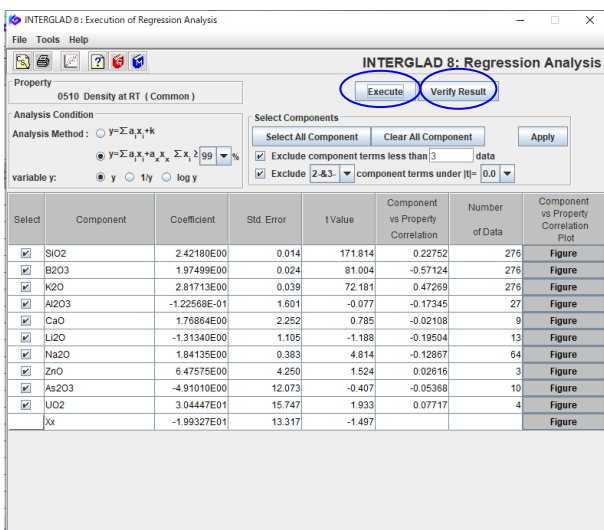 INTERGLAD 8 : Execution of Regression Analysis
File Tools Help
INTERGLAD 8: Regression Analysis
Property
0510 Density at RT ( Common )
Execute Verify Result
Analysis Condition
Analysis Method : y=Σaixi+k
y=Σaixi+axxx Σxi ≥ 99 %
variable y: y 1/y log y
Select Components
Select All Component Clear All Component Apply
Exclude component terms less than 3 data
Exclude 2-&3- component terms under |t|= 0.0
Select Component Coefficient Std. Error t Value Component vs Property Correlation Number of Data Component vs Property Correlation Plot
SiO2 2.42180E00 0.014 171.814 0.22752 276 Figure
B2O3 1.97499E00 0.024 81.004 -0.57124 276 Figure
K2O 2.81713E00 0.039 72.181 0.47269 276 Figure
Al2O3 -1.22568E-01 1.601 -0.077 -0.17345 27 Figure
CaO 1.76864E00 2.252 0.785 -0.02108 9 Figure
Li2O -1.31340E00 1.105 -1.188 -0.19504 13 Figure
Na2O 1.84135E00 0.383 4.814 -0.12867 64 Figure
ZnO 6.47575E00 4.250 1.524 0.02616 3 Figure
As2O3 -4.91010E00 12.073 -0.407 -0.05368 10 Figure
UO2 3.04447E01 15.747 1.933 0.07717 4 Figure
Xx -1.99327E01 13.317 -1.497 Figure